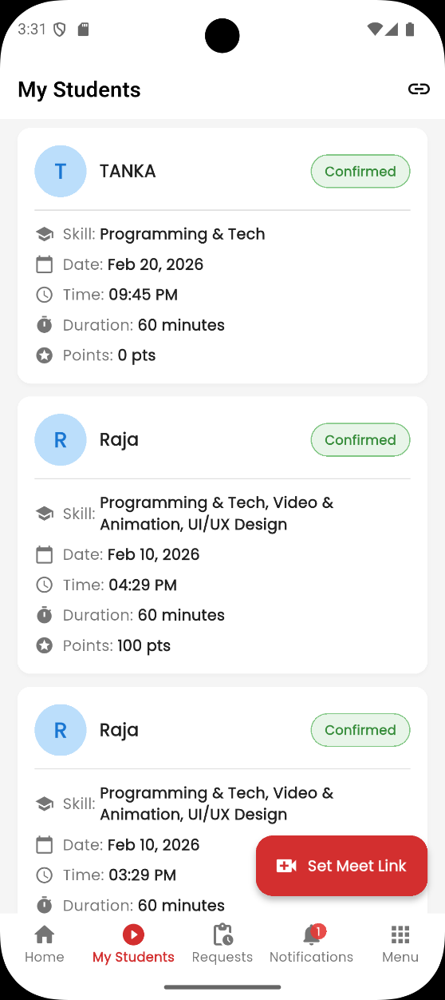 3:31
My Students
T TANKA Confirmed
Skill: Programming & Tech
Date: Feb 20, 2026
Time: 09:45 PM
Duration: 60 minutes
Points: 0 pts
R Raja Confirmed
Skill: Programming & Tech, Video &
Animation, UI/UX Design
Date: Feb 10, 2026
Time: 04:29 PM
Duration: 60 minutes
Points: 100 pts
R Raja Confirmed
Skill: Programming & Tech, Video &
Animation, UI/UX Design
Date: Feb 10, 2026
Time: 03:29 PM
Duration: 60 minutes
Set Meet Link
1
Home My Students Requests Notifications Menu